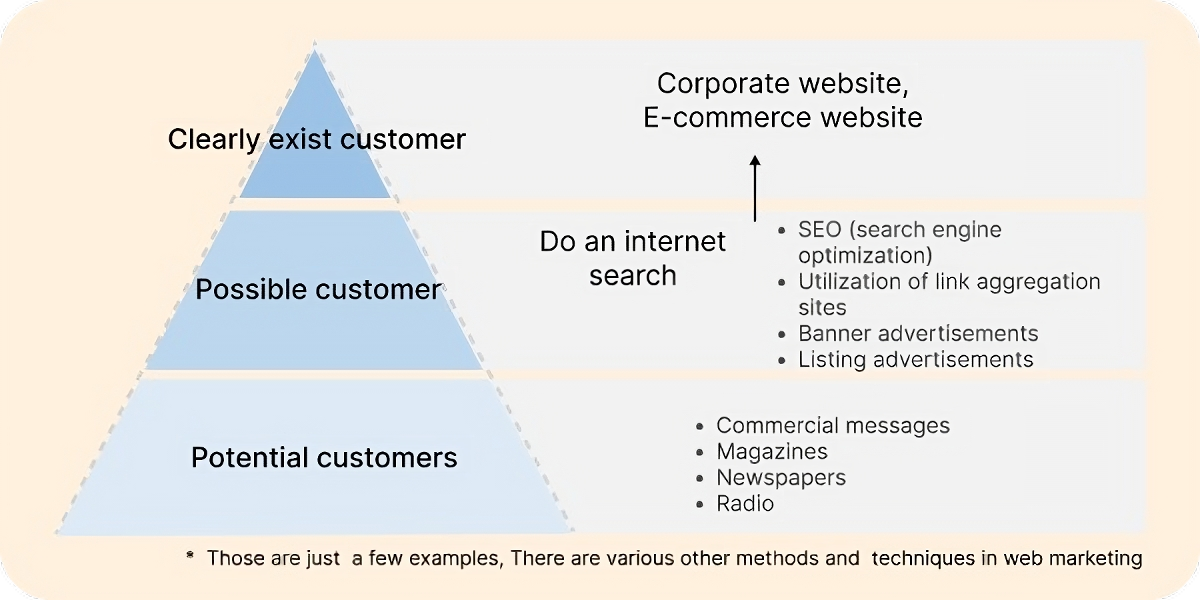 Corporate website,
E-commerce website
Clearly exist customer
Do an internet
search
• SEO (search engine
optimization)
• Utilization of link aggregation
sites
• Banner advertisements
• Listing advertisements
Possible customer
Potential customers
• Commercial messages
• Magazines
• Newspapers
• Radio
* Those are just a few examples, There are various other methods and techniques in web marketing